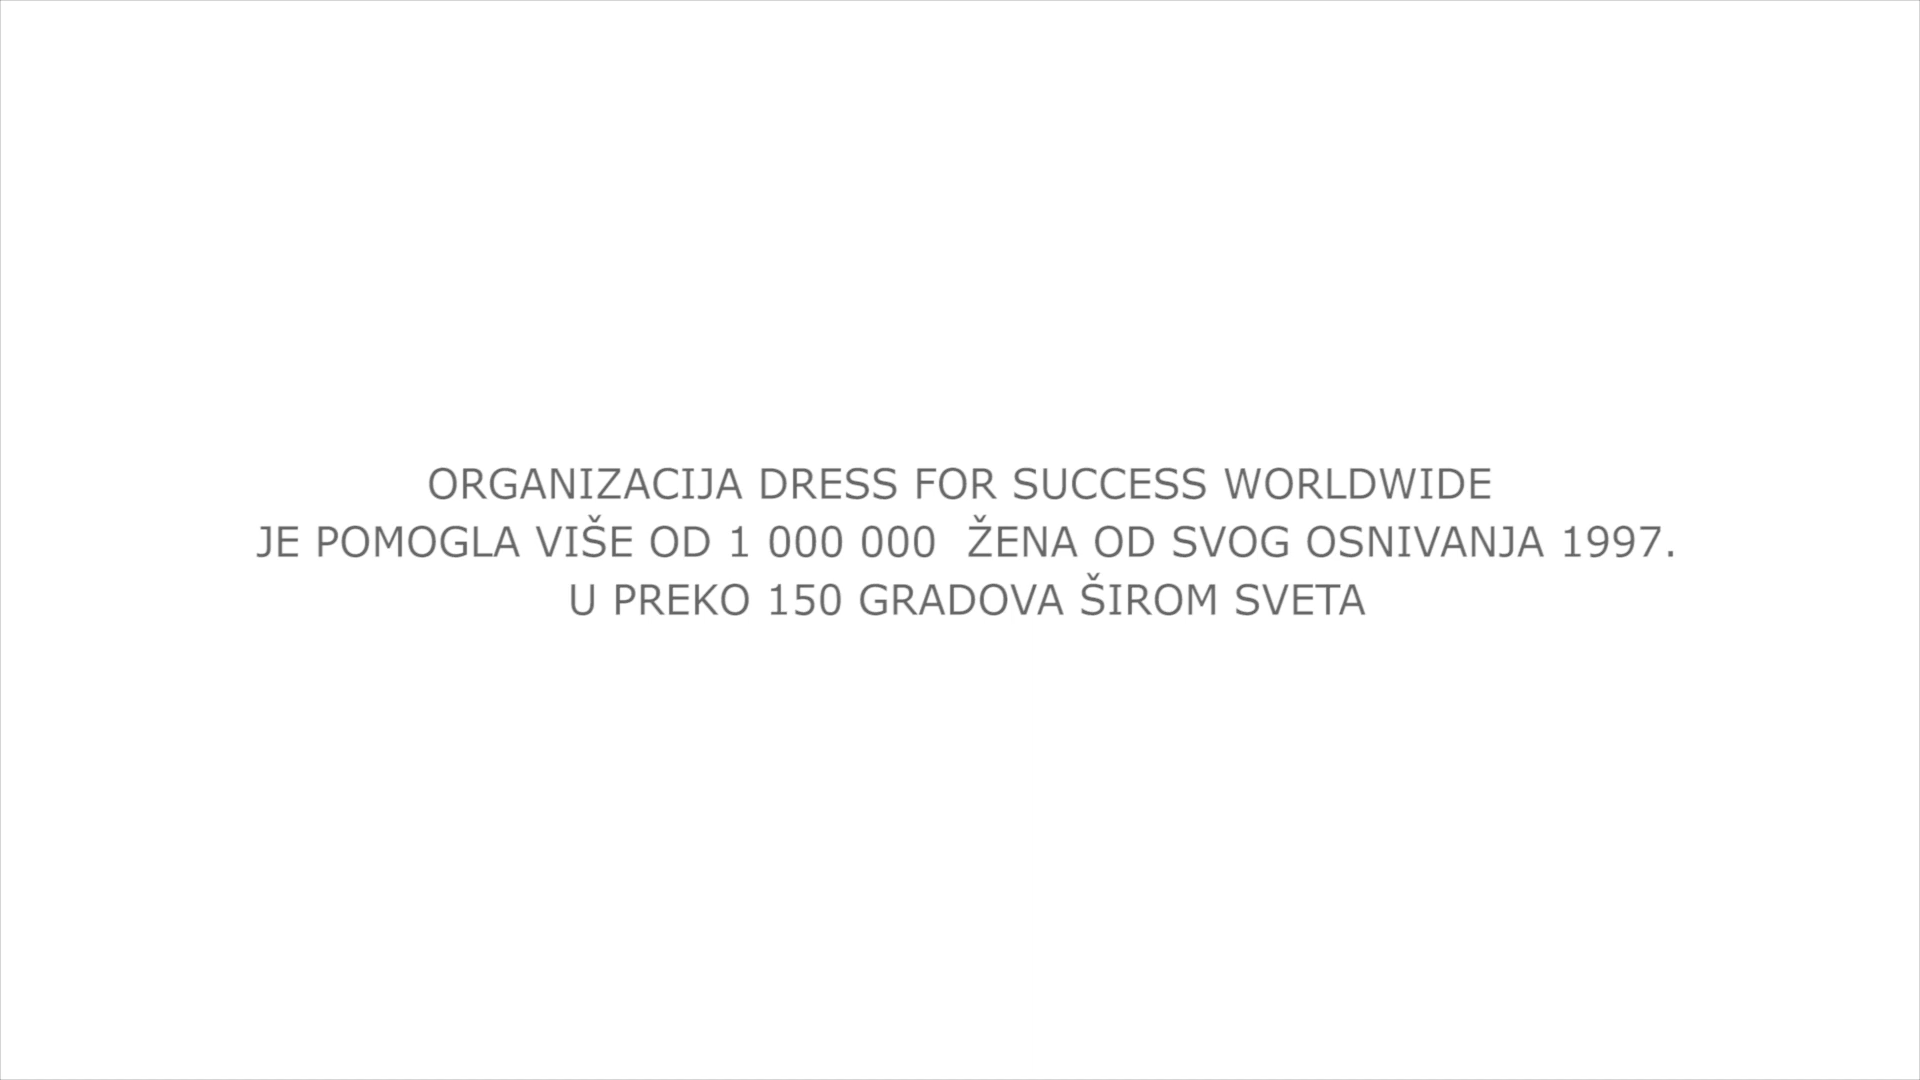 ORGANIZACIJA DRESS FOR SUCCESS WORLDWIDE
JE POMOGLA VIŠE OD 1 000 000  ŽENA OD SVOG OSNIVANJA 1997.
U PREKO 150 GRADOVA ŠIROM SVETA